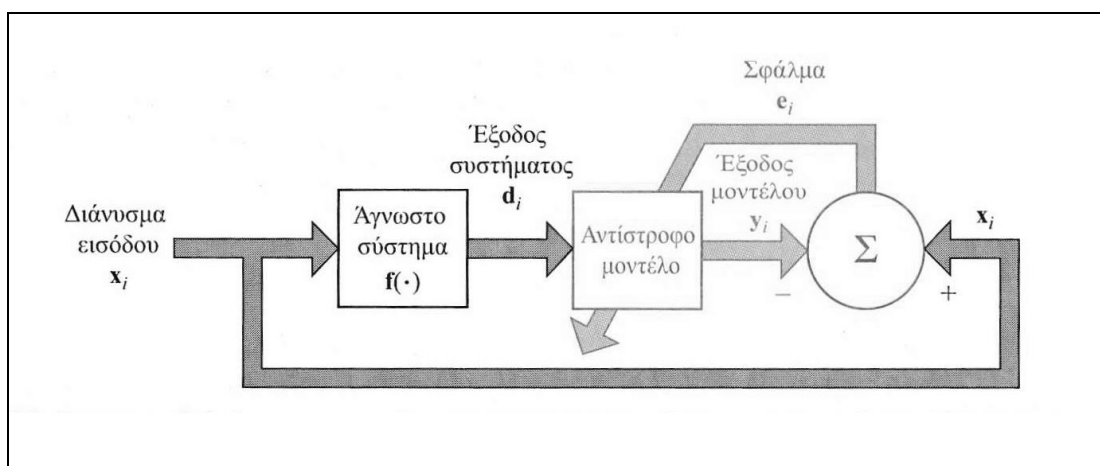 Σφάλμα
e_i
Έξοδος
συστήματος
d_i
Έξοδος
μοντέλου
y_i
Διάνυσμα
εισόδου
x_i
Άγνωστο
σύστημα
f(·)
Αντίστροφο
μοντέλο
Σ
x_i
−
+